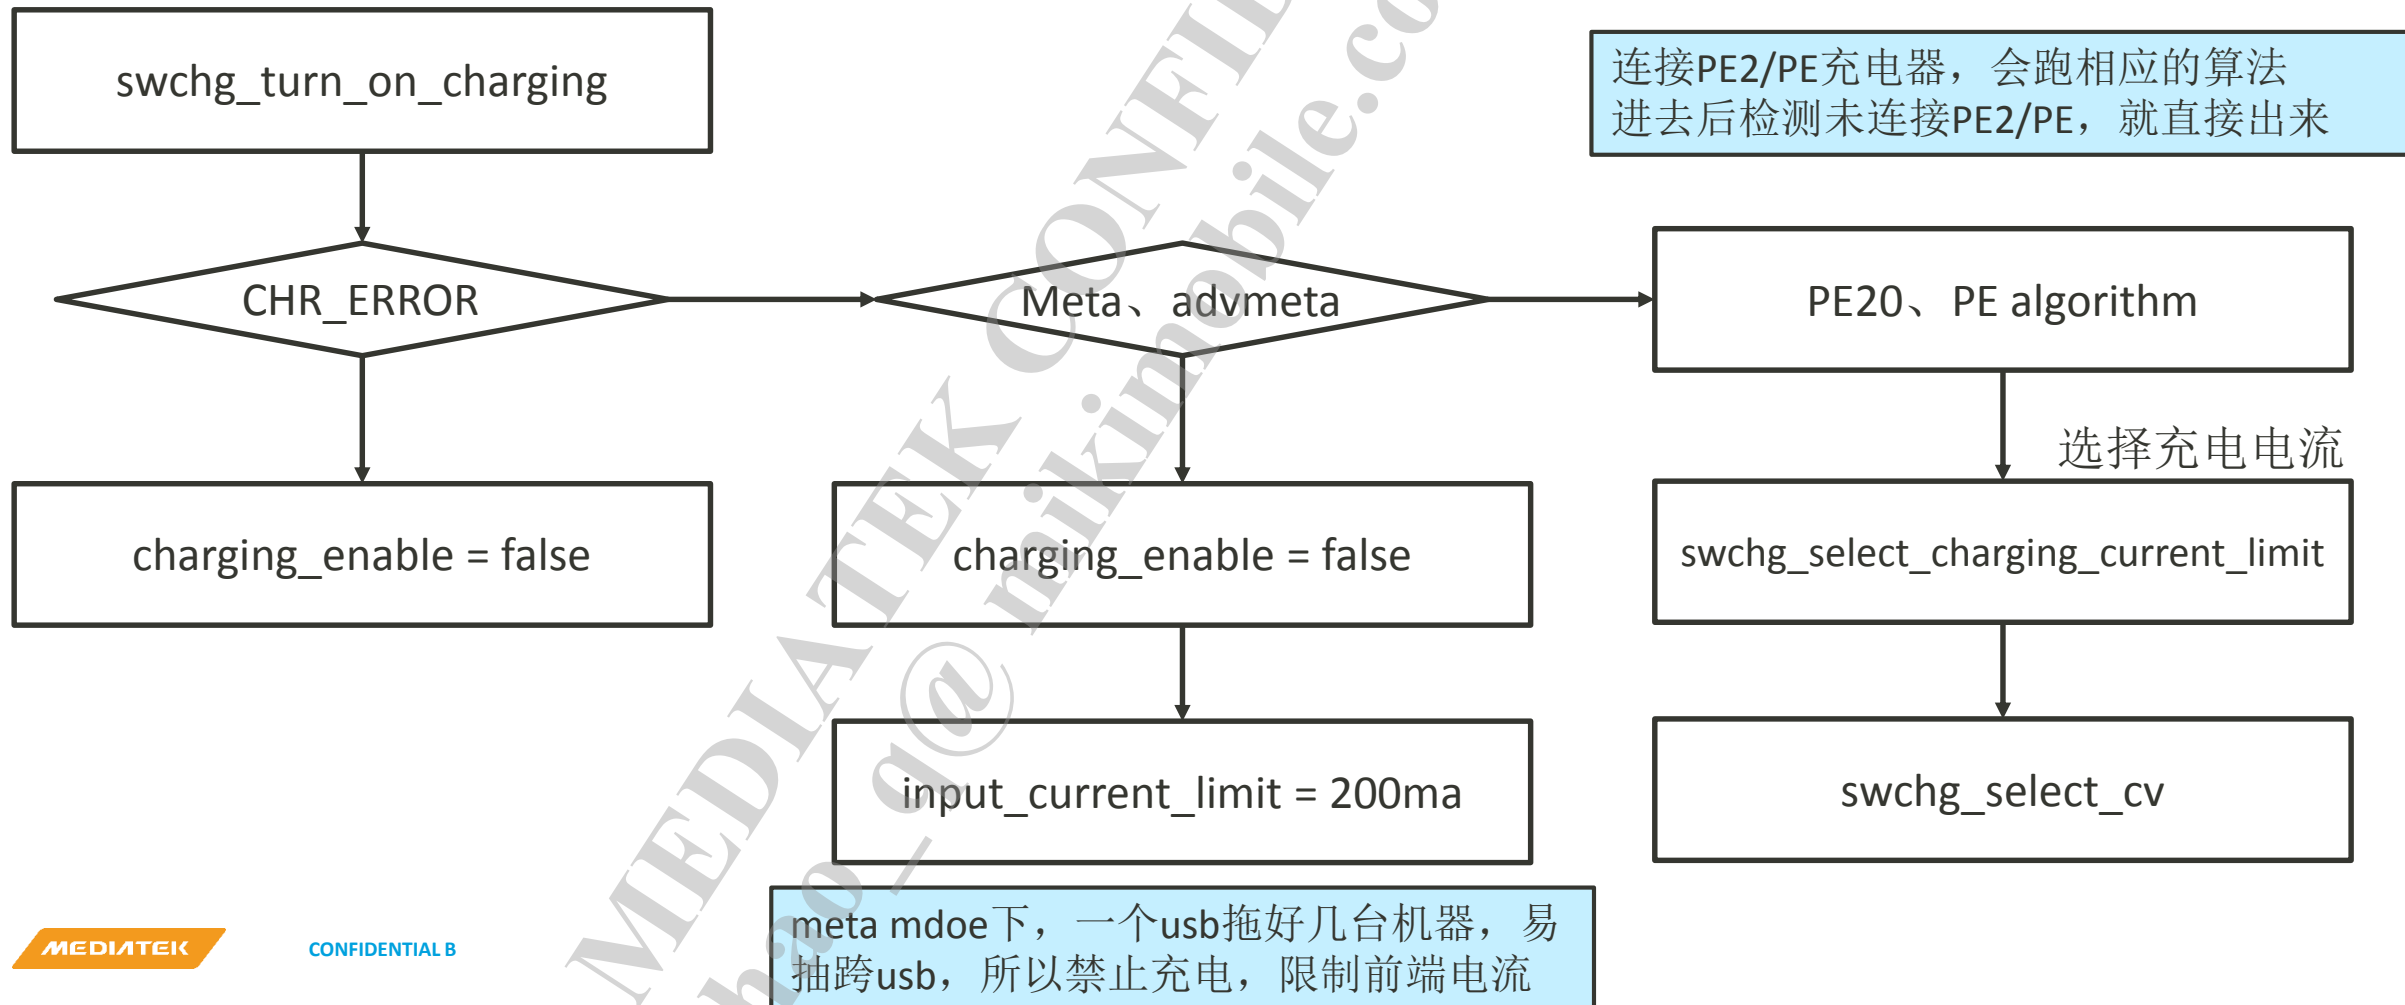 swchg_turn_on_charging
连接PE2/PE充电器，会跑相应的算法
进去后检测未连接PE2/PE，就直接出来
CHR_ERROR
Meta、advmeta
PE20、PE algorithm
选择充电电流
charging_enable = false
charging_enable = false
swchg_select_charging_current_limit
input_current_limit = 200ma
swchg_select_cv
meta mdoe下，一个usb拖好几台机器，易
抽跨usb，所以禁止充电，限制前端电流
MEDIATEK
CONFIDENTIAL B
MEDIATEK